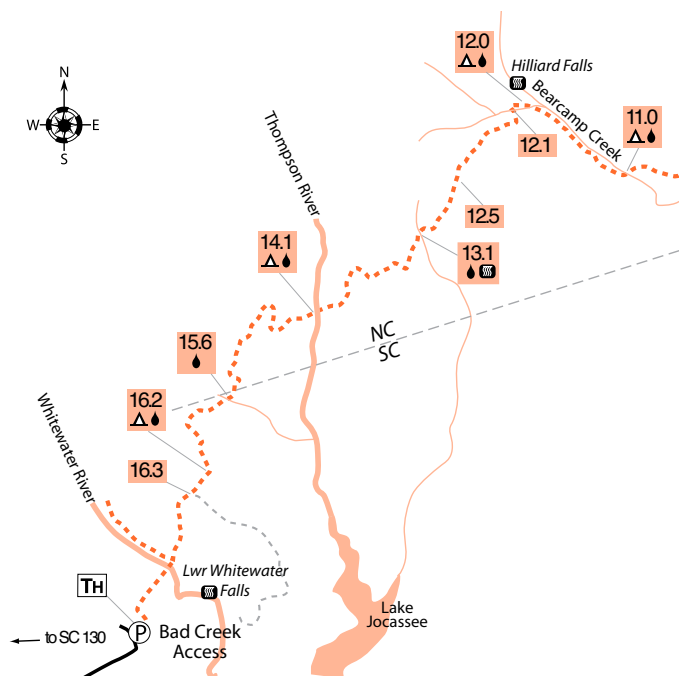 12.0
Hilliard Falls
N
W E
S
Bearcamp Creek
11.0
12.1
Thompson River
12.5
14.1
13.1
NC
SC
15.6
16.2
Whitewater River
16.3
Lwr Whitewater
Falls
TH
Lake
Jocassee
P
Bad Creek
Access
to SC 130